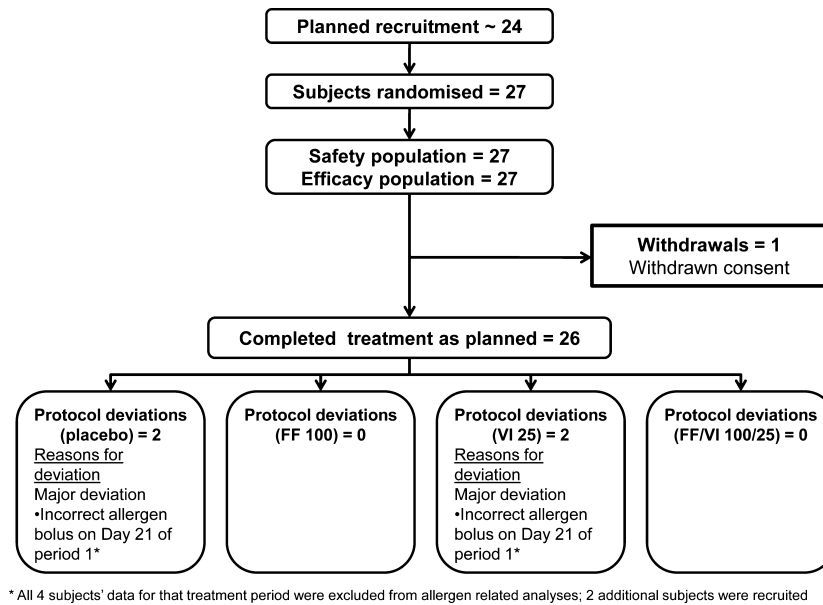 Planned recruitment ~ 24
Subjects randomised = 27
Safety population = 27
Efficacy population = 27
Withdrawals = 1
Withdrawn consent
Completed treatment as planned = 26
Protocol deviations
(placebo) = 2
Reasons for
deviation
Major deviation
•Incorrect allergen
bolus on Day 21 of
period 1*
Protocol deviations
(FF 100) = 0
Protocol deviations
(VI 25) = 2
Reasons for
deviation
Major deviation
•Incorrect allergen
bolus on Day 21 of
period 1*
Protocol deviations
(FF/VI 100/25) = 0
* All 4 subjects' data for that treatment period were excluded from allergen related analyses; 2 additional subjects were recruited